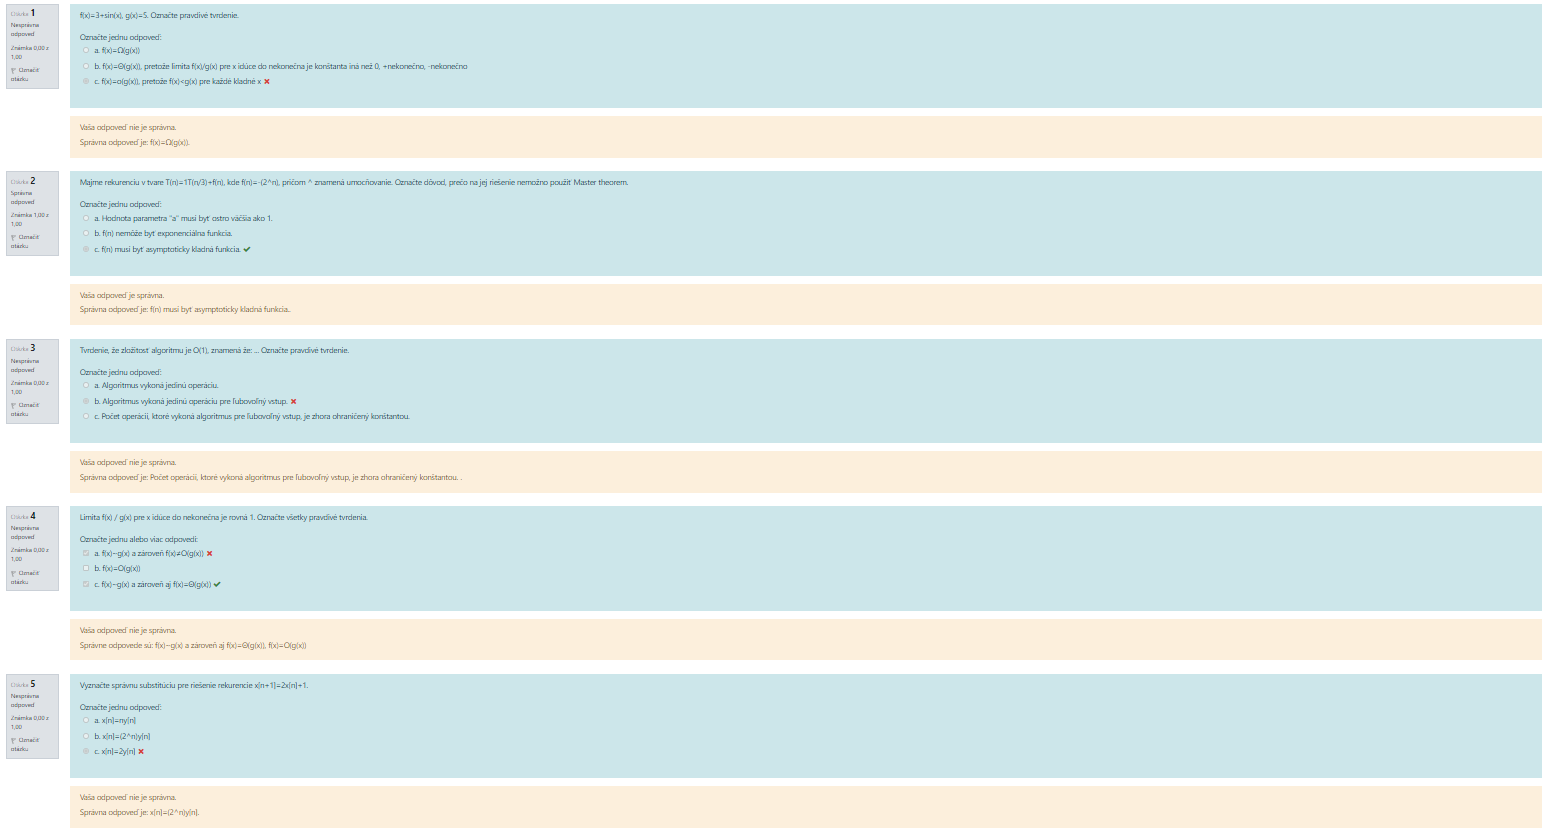 Otázka 1
Nesprávna
odpoveď
Známka 0,00 z
1,00
Označiť
otázku
f(x)=3+sin(x), g(x)=5. Označte pravdivé tvrdenie.
Označte jednu odpoveď:
a. f(x)=Ω(g(x))
b. f(x)=Θ(g(x)), pretože limita f(x)/g(x) pre x idúce do nekonečna je konštanta iná než 0, +nekonečno, -nekonečno
c. f(x)=o(g(x)), pretože f(x)<g(x) pre každé kladné x
Vaša odpoveď nie je správna.
Správna odpoveď je: f(x)=Ω(g(x)).
Otázka 2
Správna
odpoveď
Známka 1,00 z
1,00
Označiť
otázku
Majme rekurenciu v tvare T(n)=1T(n/3)+f(n), kde f(n)=-(2^n), pričom ^ znamená umocňovanie. Označte dôvod, prečo na jej riešenie nemožno použiť Master theorem.
Označte jednu odpoveď:
a. Hodnota parametra "a" musí byť ostro väčšia ako 1.
b. f(n) nemôže byť exponenciálna funkcia.
c. f(n) musí byť asymptoticky kladná funkcia.
Vaša odpoveď je správna.
Správna odpoveď je: f(n) musí byť asymptoticky kladná funkcia..
Otázka 3
Nesprávna
odpoveď
Známka 0,00 z
1,00
Označiť
otázku
Tvrdenie, že zložitosť algoritmu je O(1), znamená že: ... Označte pravdivé tvrdenie.
Označte jednu odpoveď:
a. Algoritmus vykoná jedinú operáciu.
b. Algoritmus vykoná jedinú operáciu pre ľubovoľný vstup.
c. Počet operácií, ktoré vykoná algoritmus pre ľubovoľný vstup, je zhora ohraničený konštantou.
Vaša odpoveď nie je správna.
Správna odpoveď je: Počet operácií, ktoré vykoná algoritmus pre ľubovoľný vstup, je zhora ohraničený konštantou. .
Otázka 4
Nesprávna
odpoveď
Známka 0,00 z
1,00
Označiť
otázku
Limita f(x) / g(x) pre x idúce do nekonečna je rovná 1. Označte všetky pravdivé tvrdenia.
Označte jednu alebo viac odpovedí:
a. f(x)~g(x) a zároveň f(x)≠O(g(x))
b. f(x)=O(g(x))
c. f(x)~g(x) a zároveň aj f(x)=Θ(g(x))
Vaša odpoveď nie je správna.
Správne odpovede sú: f(x)~g(x) a zároveň aj f(x)=Θ(g(x)), f(x)=O(g(x))
Otázka 5
Nesprávna
odpoveď
Známka 0,00 z
1,00
Označiť
otázku
Vyznačte správnu substitúciu pre riešenie rekurencie x[n+1]=2x[n]+1.
Označte jednu odpoveď:
a. x[n]=ny[n]
b. x[n]=(2^n)y[n]
c. x[n]=2y[n]
Vaša odpoveď nie je správna.
Správna odpoveď je: x[n]=(2^n)y[n].